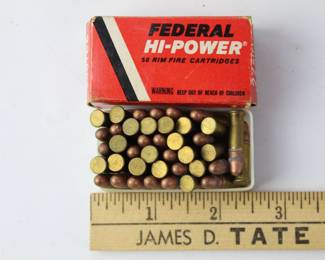 FEDERAL
HI-POWER®
50 RIM FIRE CARTRIDGES
WARNING KEEP OUT OF REACH OF CHILDREN
1 2 3
JAMES D. TATE